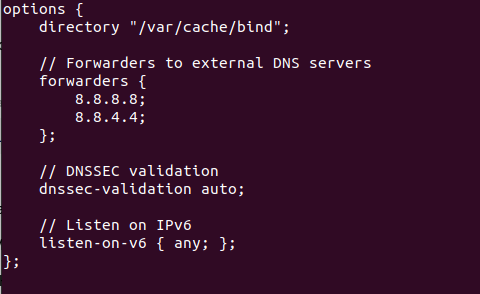 options {
    directory "/var/cache/bind";

    // Forwarders to external DNS servers
    forwarders {
        8.8.8.8;
        8.8.4.4;
    };

    // DNSSEC validation
    dnssec-validation auto;

    // Listen on IPv6
    listen-on-v6 { any; };
};